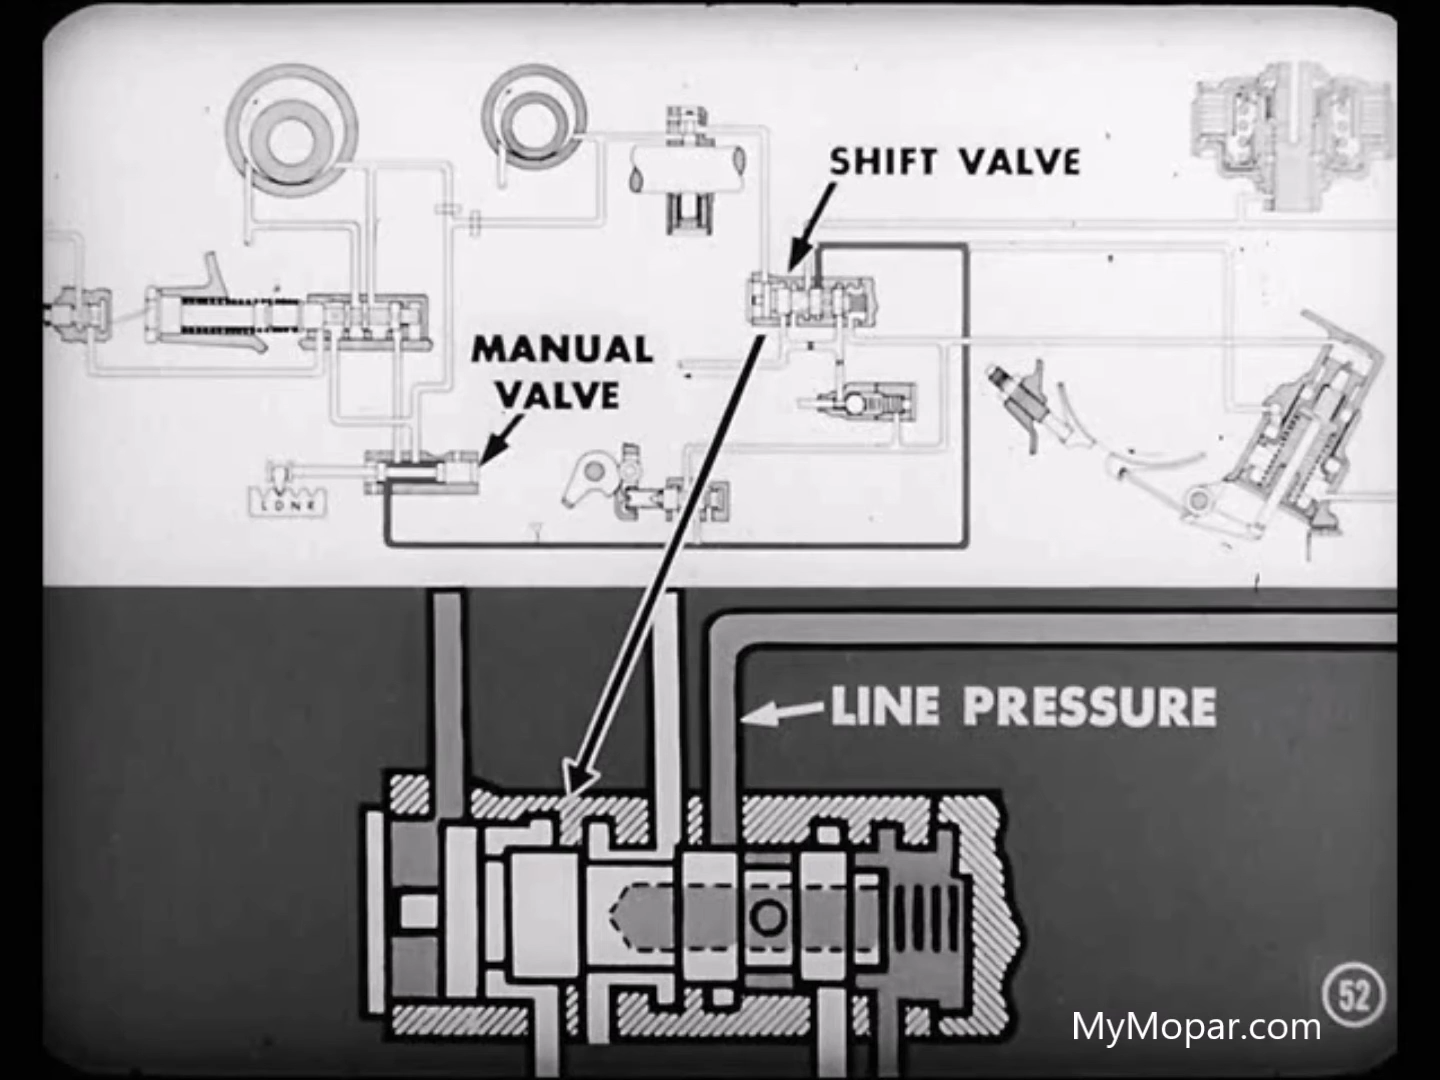 SHIFT VALVE
MANUAL
VALVE
L D N R
LINE PRESSURE
52
MyMopar.com